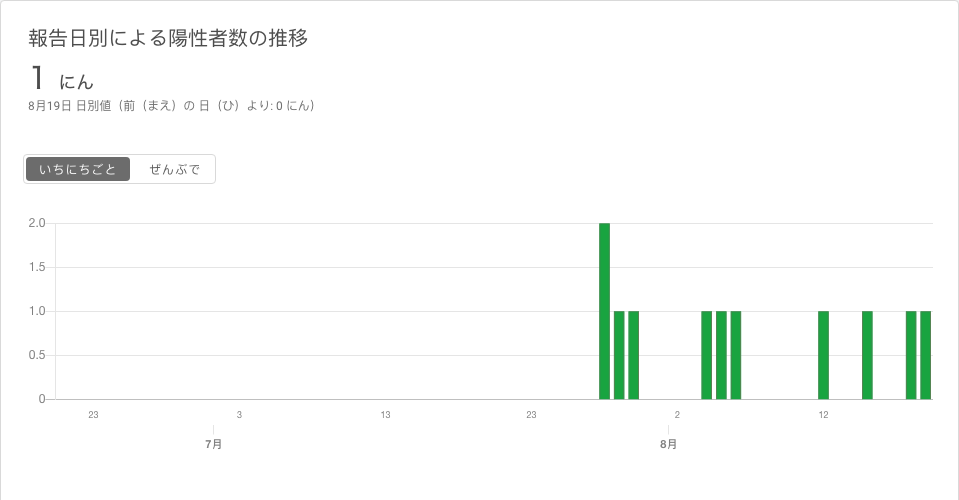 報告日別による陽性者数の推移
1 にん
8月19日 日別値（前（まえ）の 日（ひ）より: 0 にん）
いちにちごと ぜんぶで
2.0
1.5
1.0
0.5
0
23 3 13 23 2 12
7月 8月